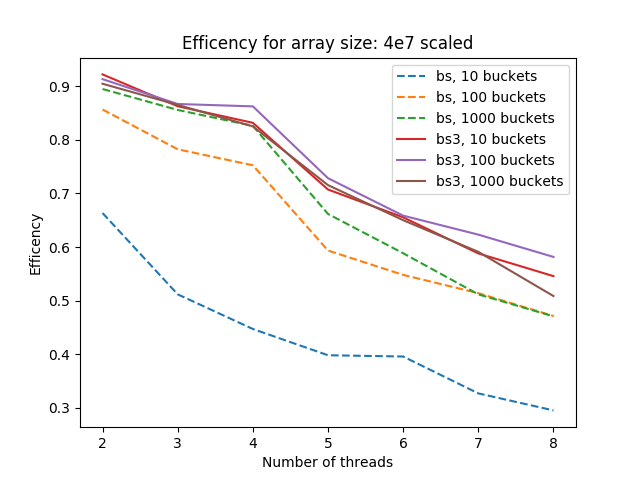 Efficency for array size: 4e7 scaled
bs, 10 buckets
bs, 100 buckets
bs, 1000 buckets
bs3, 10 buckets
bs3, 100 buckets
bs3, 1000 buckets
Efficency
0.9
0.8
0.7
0.6
0.5
0.4
0.3
2 3 4 5 6 7 8
Number of threads